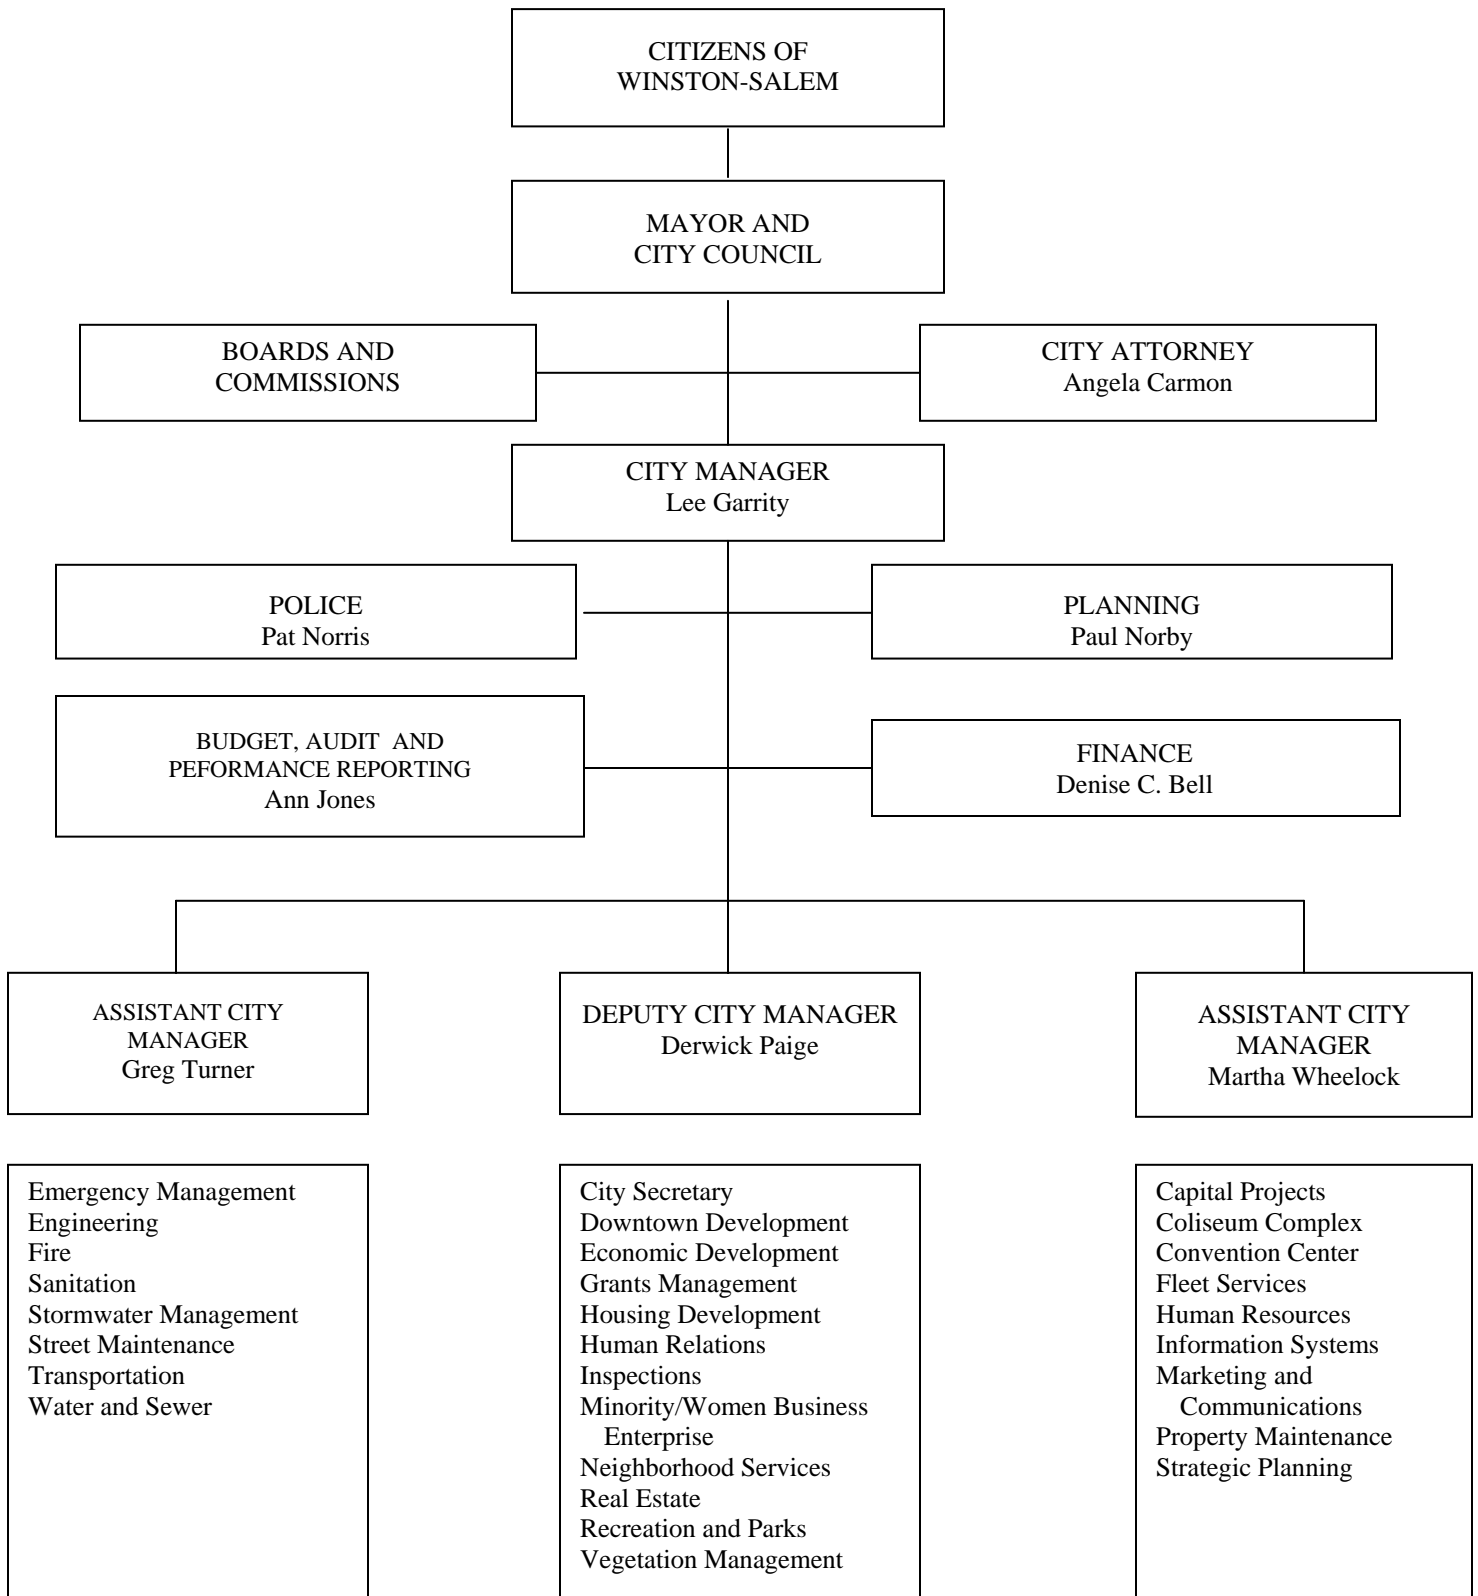 CITIZENS OF
WINSTON-SALEM
MAYOR AND
CITY COUNCIL
BOARDS AND
COMMISSIONS
CITY ATTORNEY
Angela Carmon
CITY MANAGER
Lee Garrity
POLICE
Pat Norris
PLANNING
Paul Norby
BUDGET, AUDIT AND
PEFORMANCE REPORTING
Ann Jones
FINANCE
Denise C. Bell
ASSISTANT CITY
MANAGER
Greg Turner
DEPUTY CITY MANAGER
Derwick Paige
ASSISTANT CITY
MANAGER
Martha Wheelock
Emergency Management
Engineering
Fire
Sanitation
Stormwater Management
Street Maintenance
Transportation
Water and Sewer
City Secretary
Downtown Development
Economic Development
Grants Management
Housing Development
Human Relations
Inspections
Minority/Women Business
Enterprise
Neighborhood Services
Real Estate
Recreation and Parks
Vegetation Management
Capital Projects
Coliseum Complex
Convention Center
Fleet Services
Human Resources
Information Systems
Marketing and
Communications
Property Maintenance
Strategic Planning